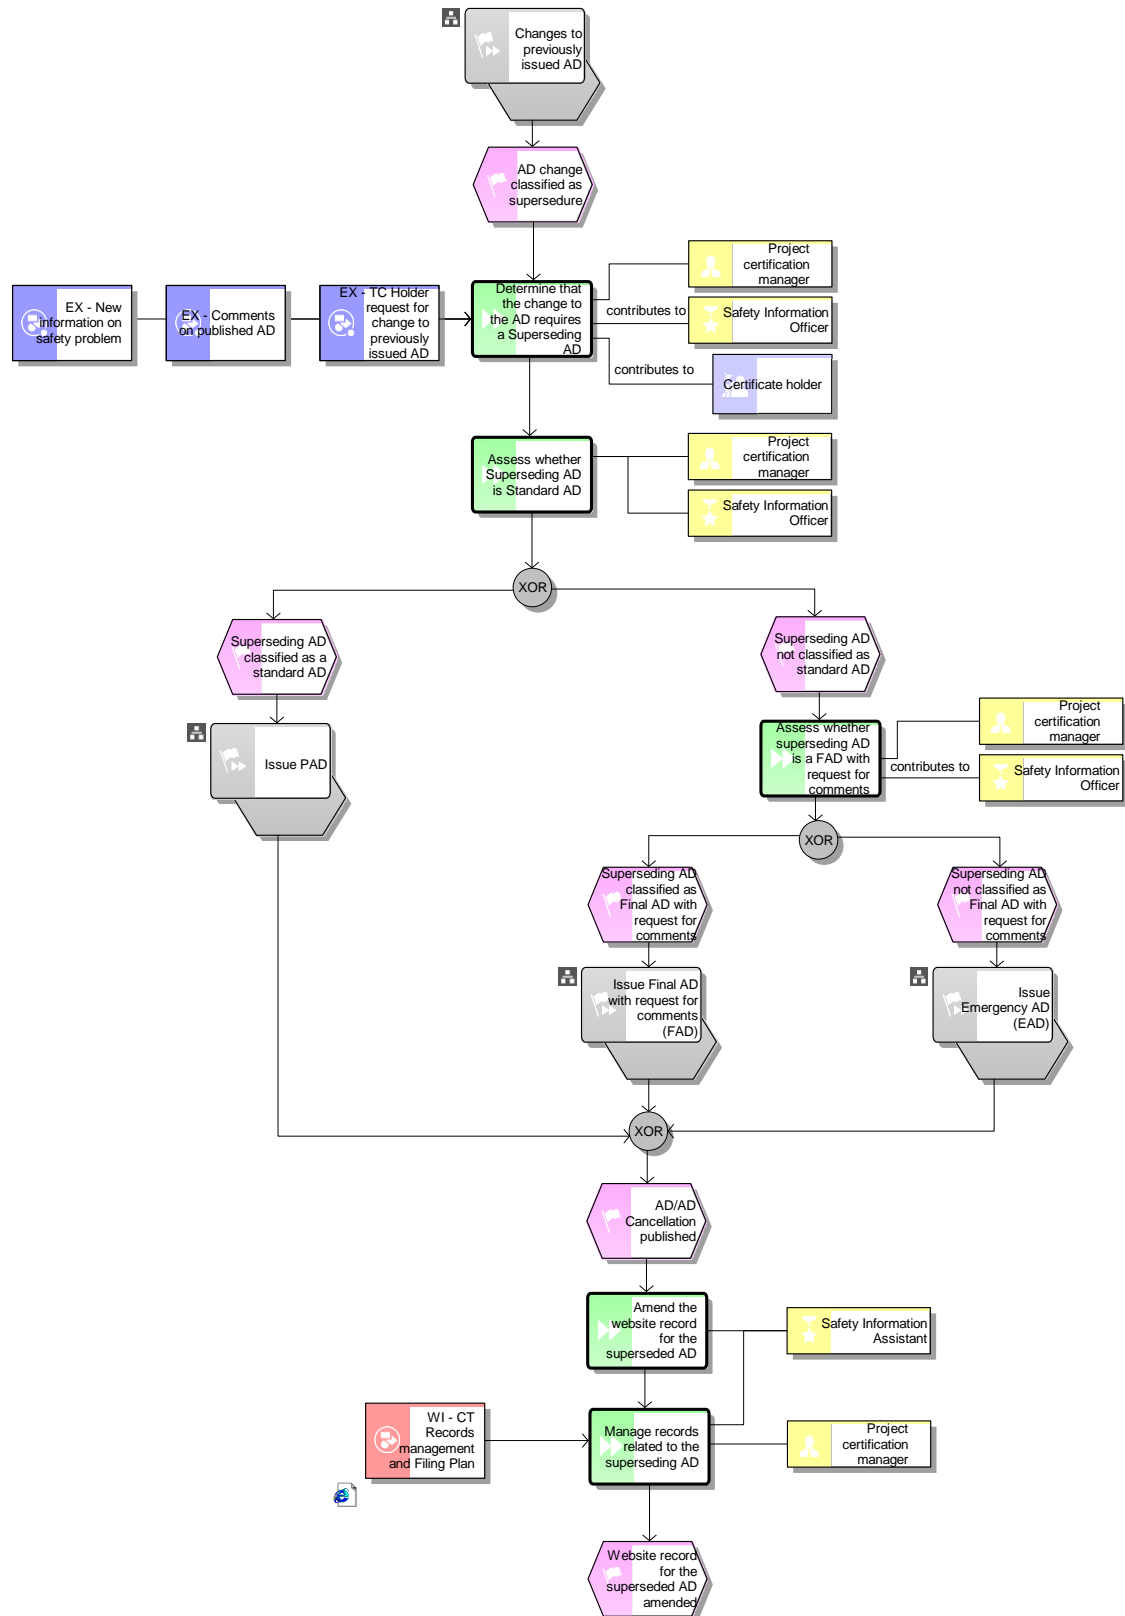 Changes to
previously
issued AD
AD change
classified as
supersedure
Project
certification
manager
EX - New
information on
safety problem
EX - Comments
on published AD
EX - TC Holder
request for
change to
previously
issued AD
Determine that
the change to
the AD requires
a Superseding
AD
contributes to
Safety Information
Officer
contributes to
Certificate holder
Assess whether
Superseding AD
is Standard AD
Project
certification
manager
Safety Information
Officer
XOR
Superseding AD
classified as a
standard AD
Superseding AD
not classified as
standard AD
Issue PAD
Assess whether
superseding AD
is a FAD with
request for
comments
Project
certification
manager
contributes to
Safety Information
Officer
XOR
Superseding AD
classified as
Final AD with
request for
comments
Superseding AD
not classified as
Final AD with
request for
comments
Issue Final AD
with request for
comments
(FAD)
Issue
Emergency AD
(EAD)
XOR
AD/AD
Cancellation
published
Amend the
website record
for the
superseded AD
Safety Information
Assistant
WI - CT
Records
management
and Filing Plan
Manage records
related to the
superseding AD
Project
certification
manager
Website record
for the
superseded AD
amended